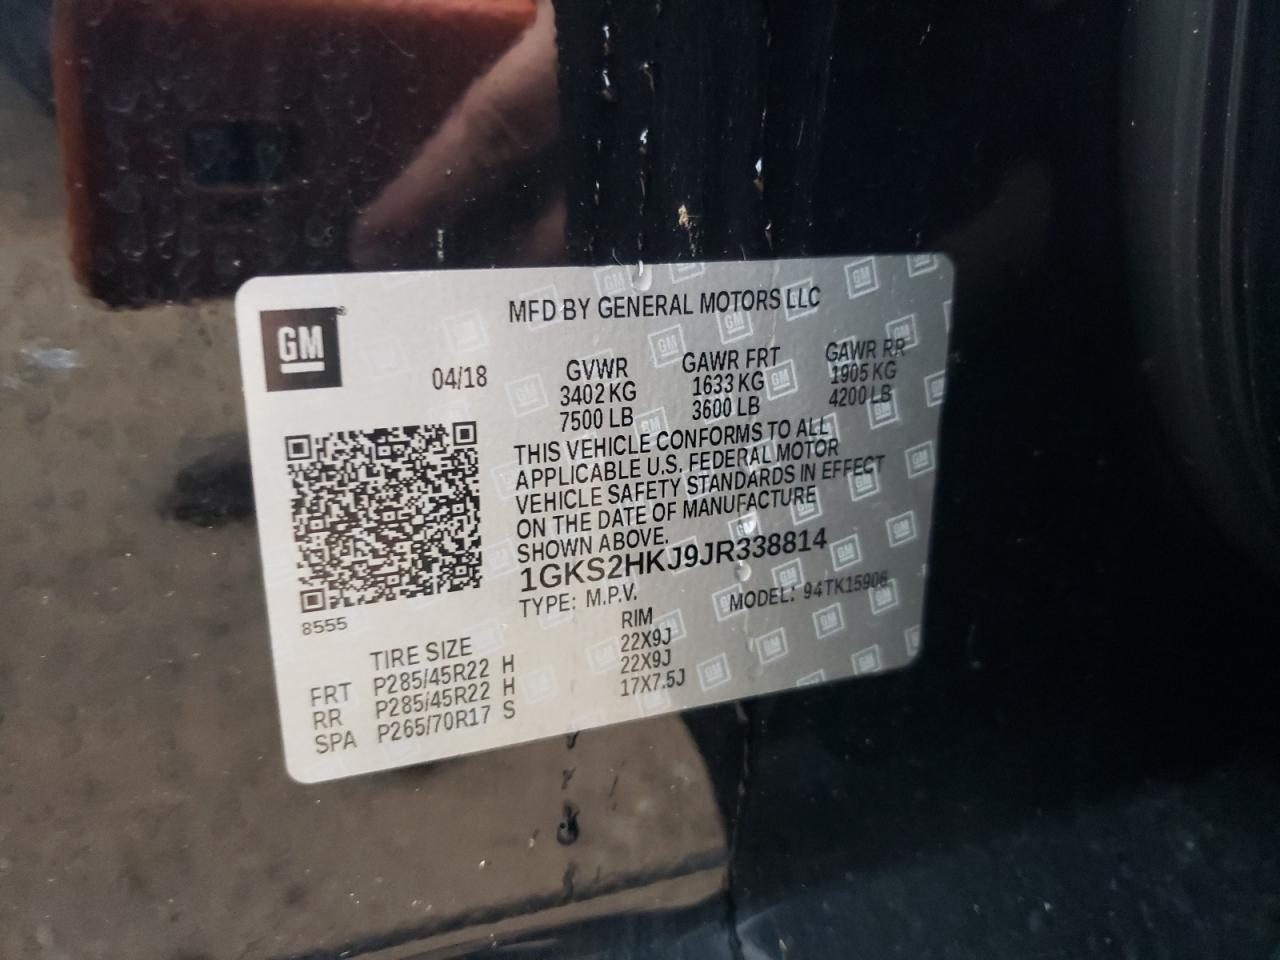 GM
MFD BY GENERAL MOTORS LLC
04/18
GVWR GAWR FRT GAWR RR
3402 KG 1633 KG 1905 KG
7500 LB 3600 LB 4200 LB
THIS VEHICLE CONFORMS TO ALL
APPLICABLE U.S. FEDERAL MOTOR
VEHICLE SAFETY STANDARDS IN EFFECT
ON THE DATE OF MANUFACTURE
SHOWN ABOVE.
1GKS2HKJ9JR338814
TYPE: M.P.V. MODEL: 94TK15906
8555
TIRE SIZE RIM
FRT P285/45R22 H 22X9J
RR P285/45R22 H 22X9J
SPA P265/70R17 S 17X7.5J